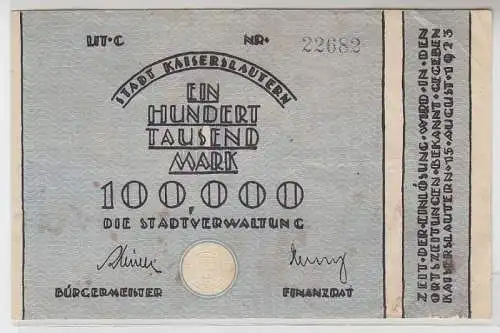 LIT·C NR· 22682
STADT KAISERSLAUTERN
EIN
HUNDERT
TAUSEND
MARK
100,000
DIE STADTVERWALTUNG
BÜRGERMEISTER FINANZRAT
ZEIT·DER·EINLÖSUNG·WIRD·IN·DEN
ORTSZEITUNGEN·BEKANNT·GEGEBEN
KAISERSLAUTERN·15·AUGUST·1923